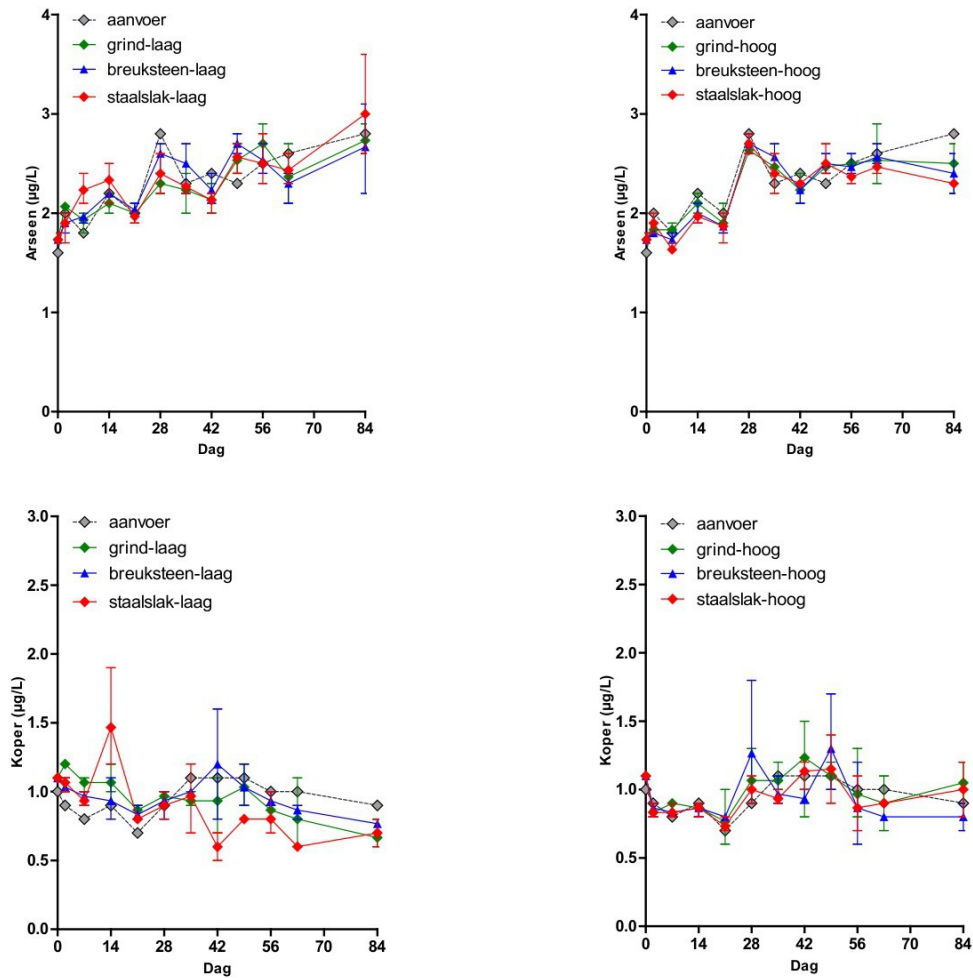 4
3
2
1
0
Arseen (µg/L)
aanvoer
grind-laag
breuksteen-laag
staalslak-laag
0 14 28 42 56 70 84
Dag
4
3
2
1
0
Arseen (µg/L)
aanvoer
grind-hoog
breuksteen-hoog
staalslak-hoog
0 14 28 42 56 70 84
Dag
3.0
2.5
2.0
1.5
1.0
0.5
0.0
Koper (µg/L)
aanvoer
grind-laag
breuksteen-laag
staalslak-laag
0 14 28 42 56 70 84
Dag
3.0
2.5
2.0
1.5
1.0
0.5
0.0
Koper (µg/L)
aanvoer
grind-hoog
breuksteen-hoog
staalslak-hoog
0 14 28 42 56 70 84
Dag